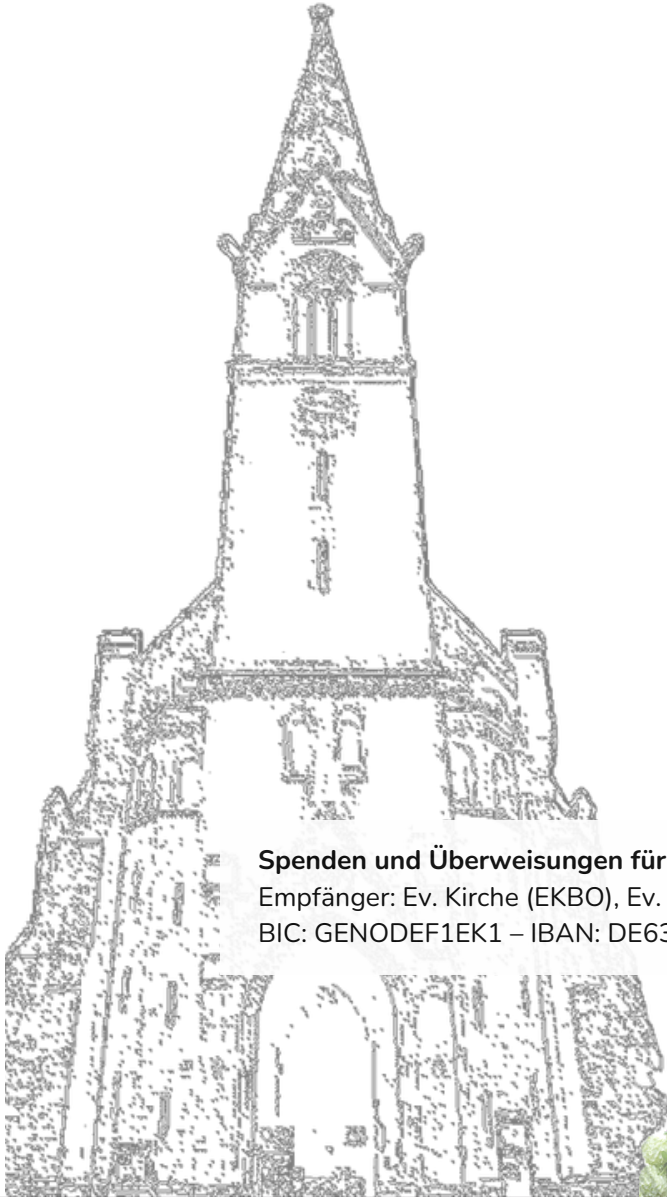 Spenden und Überweisungen für
Empfänger: Ev. Kirche (EKBO), Ev.
BIC: GENODEF1EK1 – IBAN: DE63